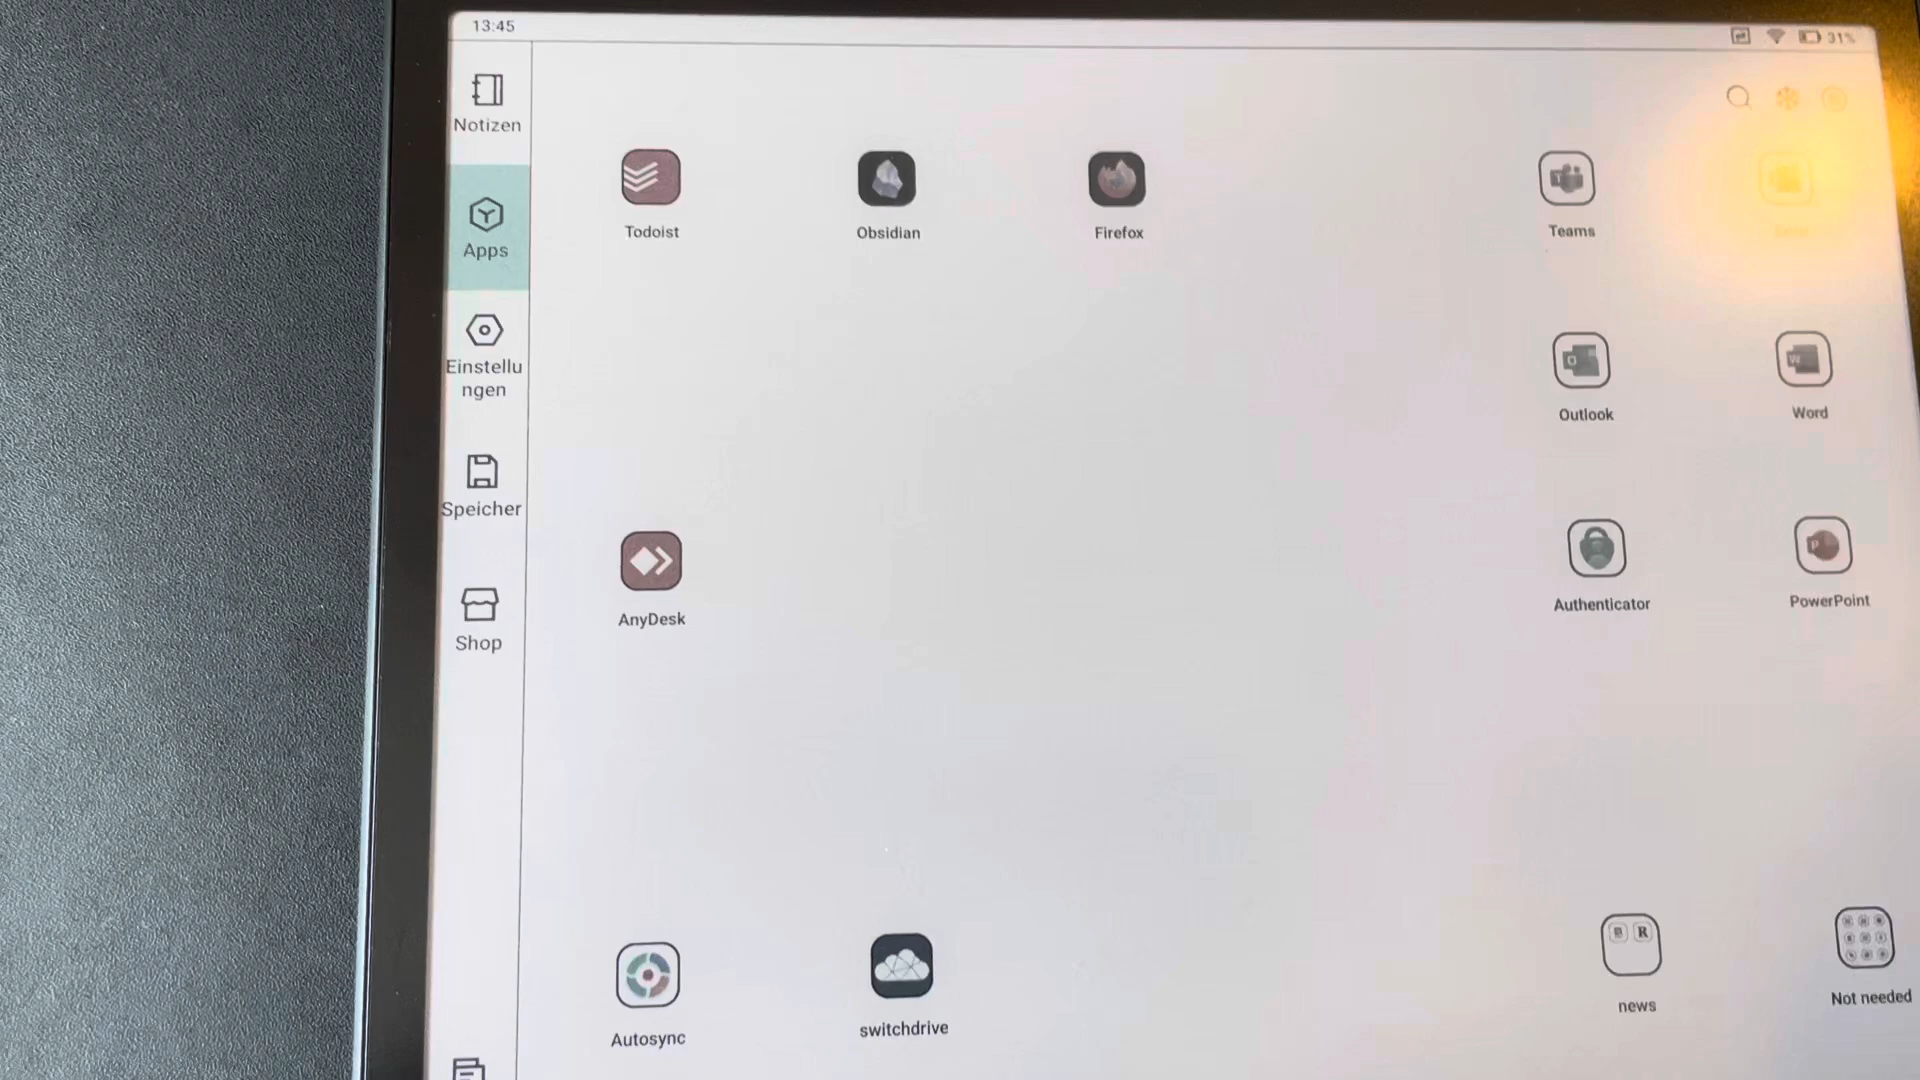 13:45
31%
Notizen
Apps
Einstellu
ngen
Speicher
Shop
Todoist
Obsidian
Firefox
Teams
Outlook
Word
AnyDesk
Authenticator
PowerPoint
Autosync
switchdrive
news
Not needed